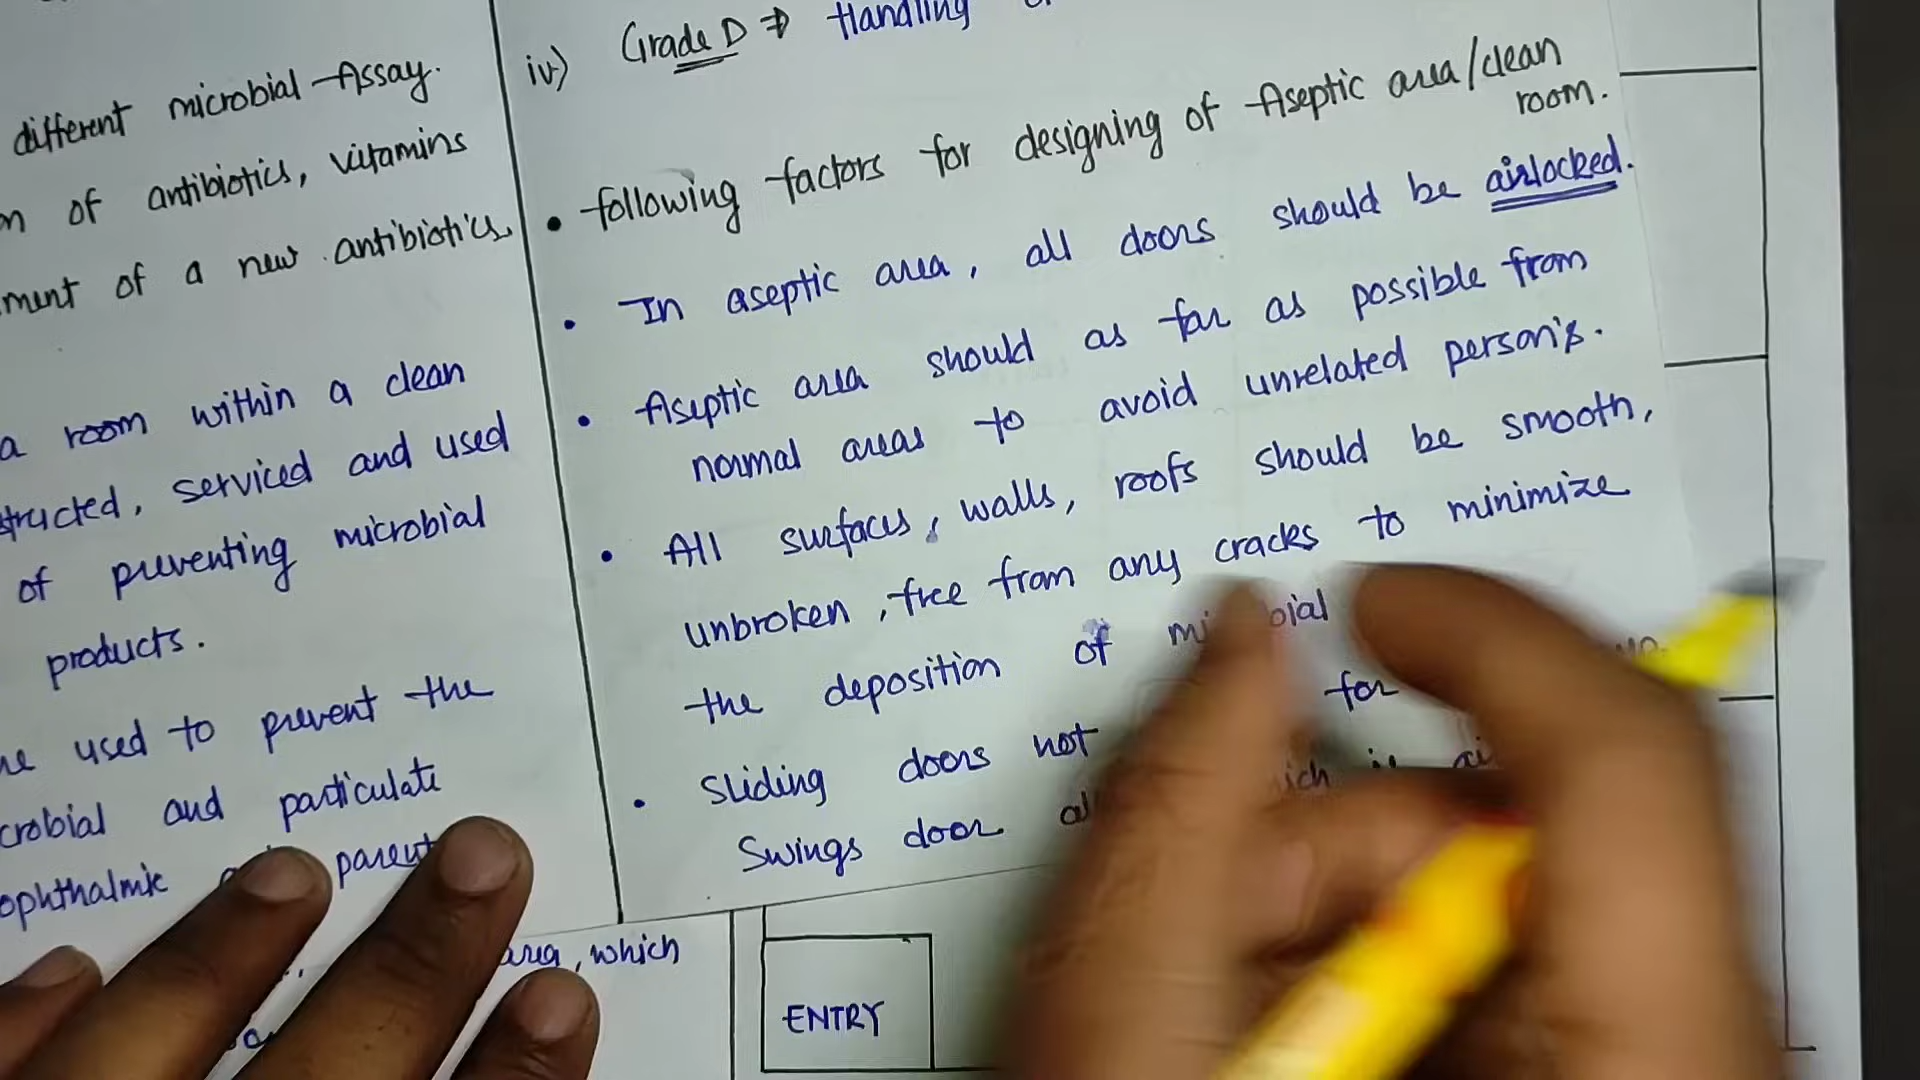 different microbial Assay.
of antibiotics, vitamins
ment of a new antibiotics.
a room within a clean
tructed, serviced and used
of preventing microbial
products.
used to prevent the
crobial and particulate
ophthalmic
area, which
iv) Grade D ⇒ Handling
• following factors for designing of Aseptic area/clean
room.
• In aseptic area, all doors should be airlocked.
• Aseptic area should as far as possible from
normal areas to avoid unrelated person's.
• All surfaces, walls, roofs should be smooth,
unbroken, free from any cracks to minimize
the deposition of
• Sliding doors not for
Swings door
ENTRY